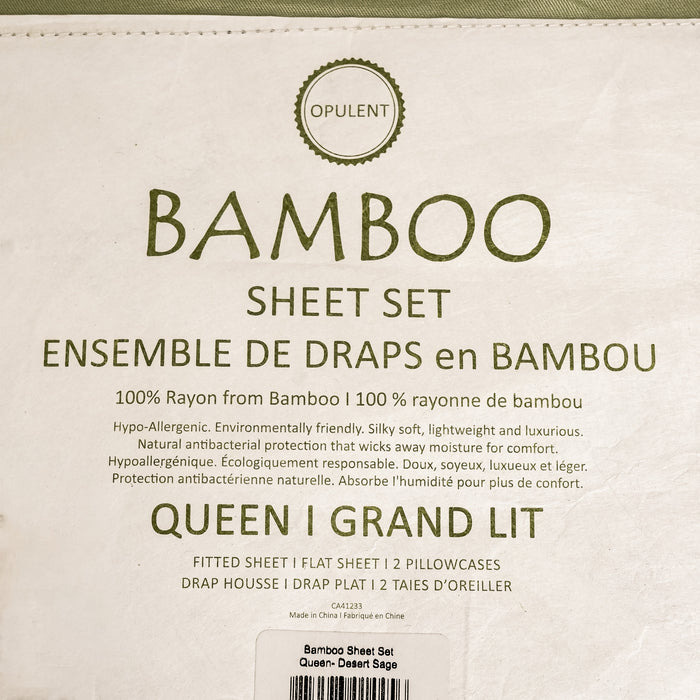 OPULENT
BAMBOO
SHEET SET
ENSEMBLE DE DRAPS en BAMBOU
100% Rayon from Bamboo I 100 % rayonne de bambou
Hypo-Allergenic. Environmentally friendly. Silky soft, lightweight and luxurious.
Natural antibacterial protection that wicks away moisture for comfort.
Hypoallergénique. Écologiquement responsable. Doux, soyeux, luxueux et léger.
Protection antibactérienne naturelle. Absorbe l'humidité pour plus de confort.
QUEEN I GRAND LIT
FITTED SHEET I FLAT SHEET I 2 PILLOWCASES
DRAP HOUSSE I DRAP PLAT I 2 TAIES D'OREILLER
CA41233
Made in China I Fabriqué en Chine
Bamboo Sheet Set
Queen- Desert Sage